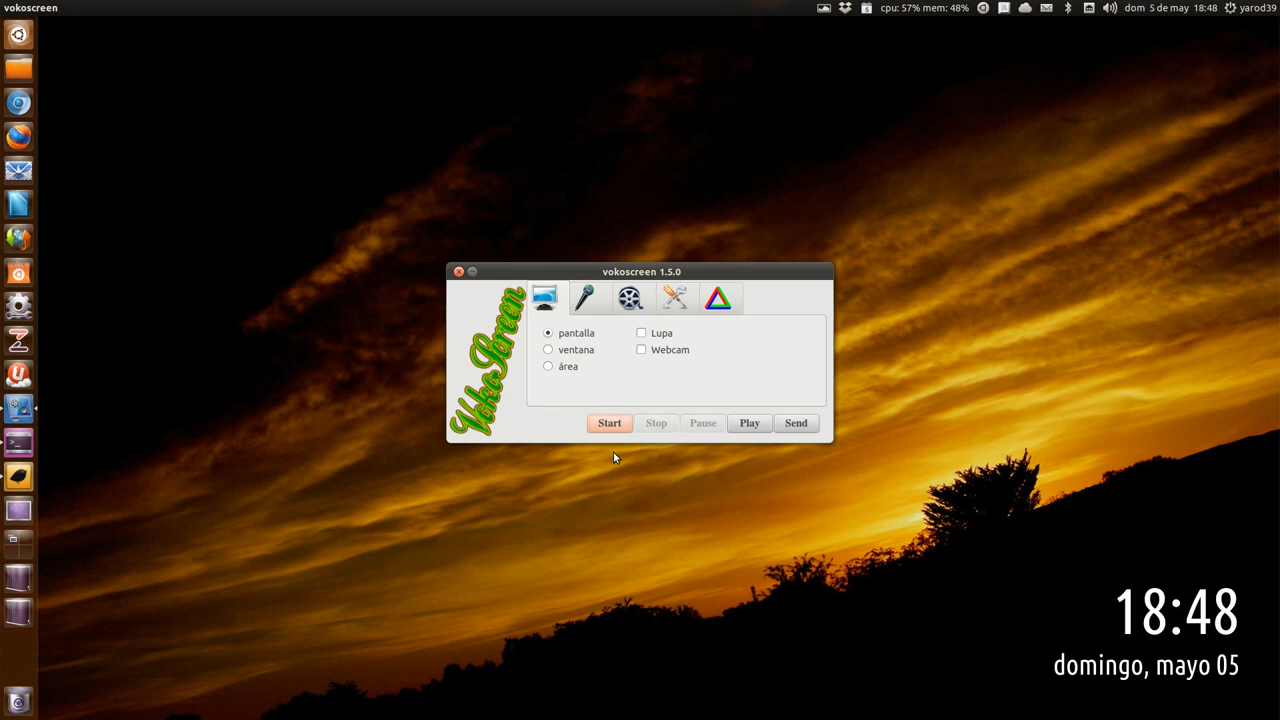 vokoscreen
5
cpu: 57% mem: 48%
A
dom 5 de may 18:48
yarod39
vokoscreen 1.5.0
VokoScreen
pantalla
Lupa
ventana
Webcam
área
Start
Stop
Pause
Play
Send
18:48
domingo, mayo 05